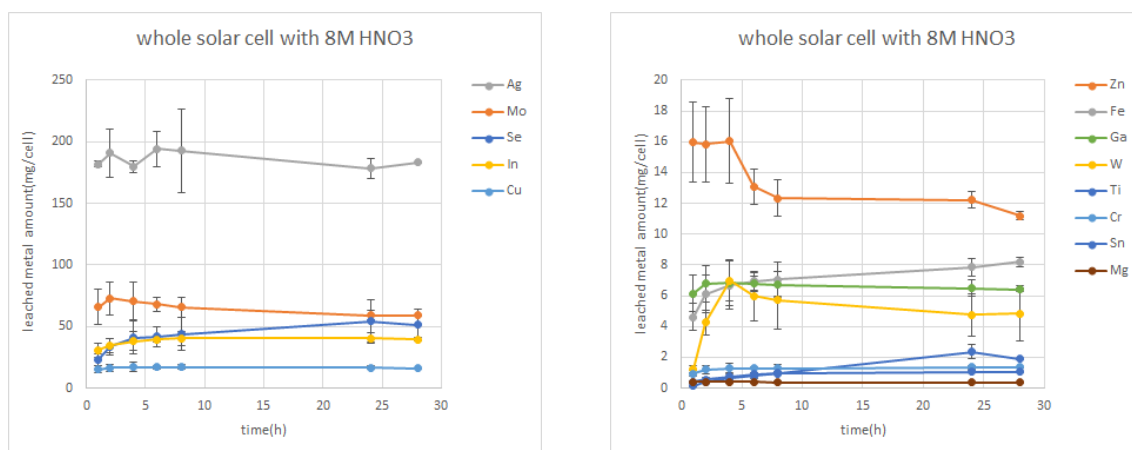 whole solar cell with 8M HNO3
leached metal amount(mg/cell)
250
200
150
100
50
0
0 5 10 15 20 25 30
time(h)
Ag
Mo
Se
In
Cu
whole solar cell with 8M HNO3
leached metal amount(mg/cell)
20
18
16
14
12
10
8
6
4
2
0
0 5 10 15 20 25 30
time(h)
Zn
Fe
Ga
W
Ti
Cr
Sn
Mg